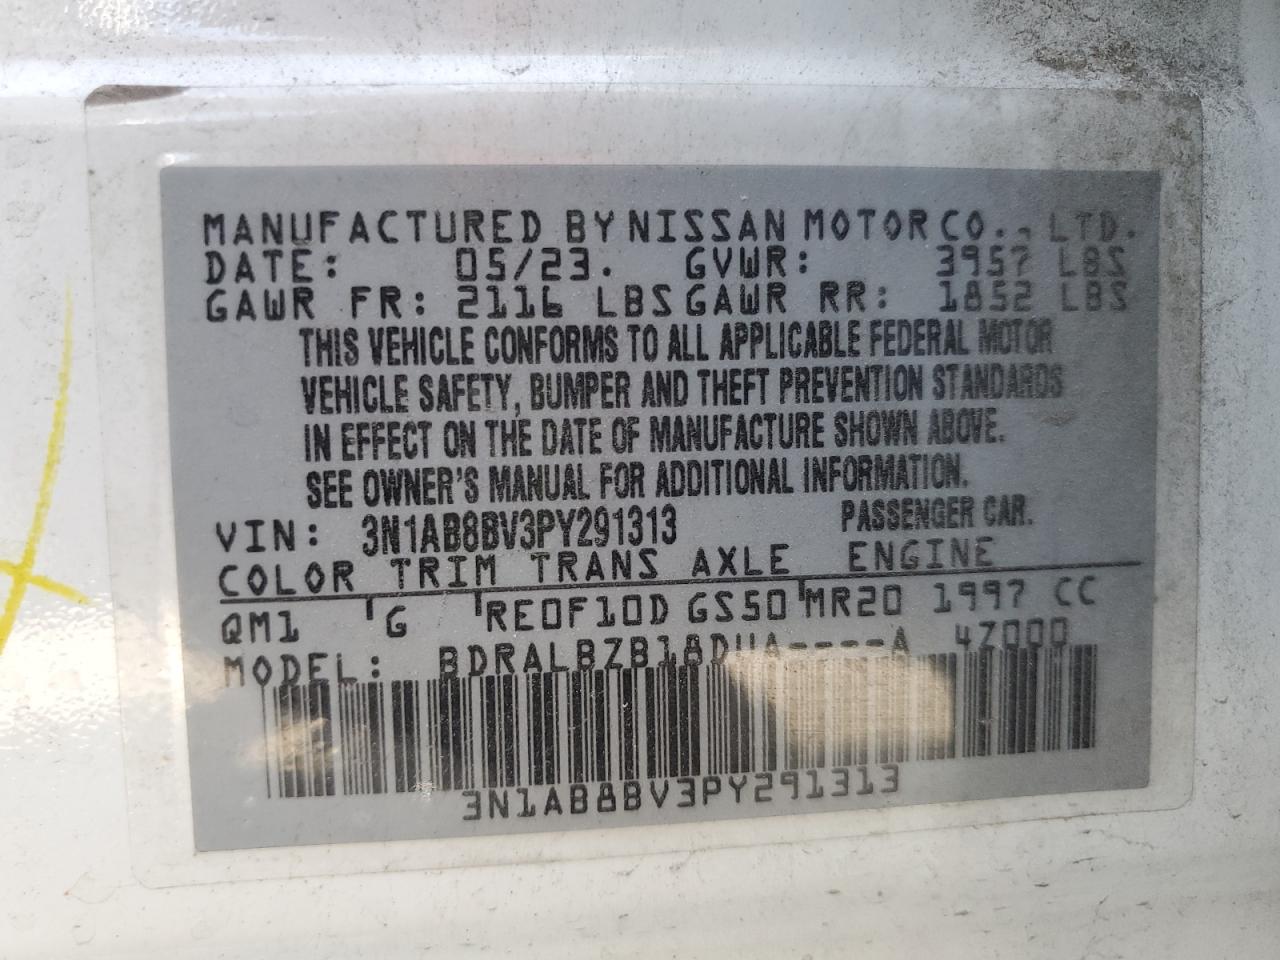 MANUFACTURED BY NISSAN MOTOR CO., LTD.
DATE: 05/23. GVWR: 3957 LBS
GAWR FR: 2116 LBS GAWR RR: 1852 LBS
THIS VEHICLE CONFORMS TO ALL APPLICABLE FEDERAL MOTOR
VEHICLE SAFETY, BUMPER AND THEFT PREVENTION STANDARDS
IN EFFECT ON THE DATE OF MANUFACTURE SHOWN ABOVE.
SEE OWNER'S MANUAL FOR ADDITIONAL INFORMATION.
VIN: 3N1AB8BV3PY291313 PASSENGER CAR.
COLOR TRIM TRANS AXLE ENGINE
QM1 G RE0F10D GS50 MR20 1997 CC
MODEL: BDRALBZB18DUA----A 4Z000
3N1AB8BV3PY291313